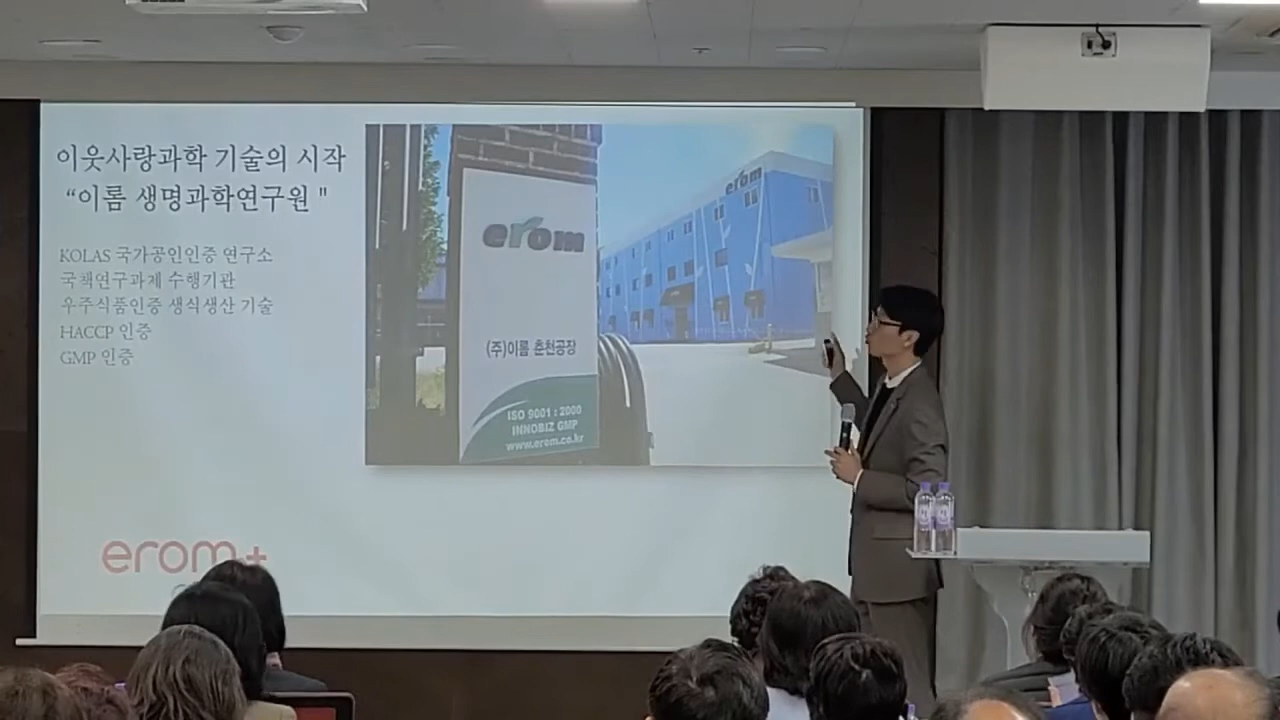 이웃사랑과학 기술의 시작
“이롬 생명과학연구원 "
KOLAS 국가공인인증 연구소
국책연구과제 수행기관
우주식품인증 생식생산 기술
HACCP 인증
GMP 인증
erom
(주)이롬 춘천공장
ISO 9001 : 2000
INNOBIZ GMP
www.erom.co.kr
erom
erom+